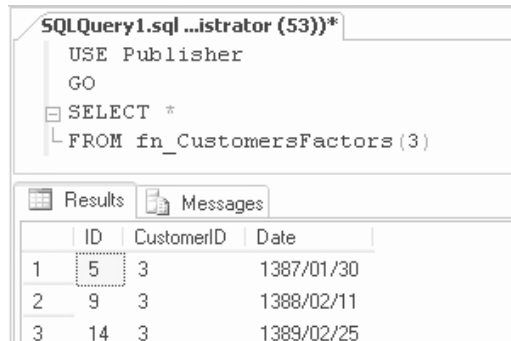 SQLQuery1.sql ...istrator (53))*
USE Publisher
GO
SELECT *
FROM fn_CustomersFactors(3)
Results Messages
ID CustomerID Date
1 5 3 1387/01/30
2 9 3 1388/02/11
3 14 3 1389/02/25